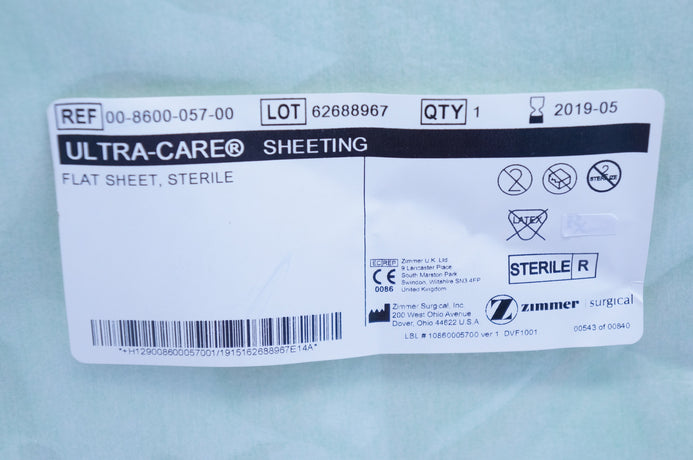 REF 00-8600-057-00 LOT 62688967 QTY 1 2019-05
ULTRA-CARE® SHEETING
FLAT SHEET, STERILE
2
2
STERILIZE
LATEX
EC REP Zimmer U.K. Ltd
9 Lancaster Place
South Marston Park
Swindon, Wiltshire SN3 4FP
United Kingdom
CE
0086
STERILE R
Zimmer Surgical, Inc.
200 West Ohio Avenue
Dover, Ohio 44622 U.S.A
Z zimmer surgical
LBL # 10860005700 ver 1 DVF1001
00543 of 00840
*+H129008600057001/1915162688967E14A*